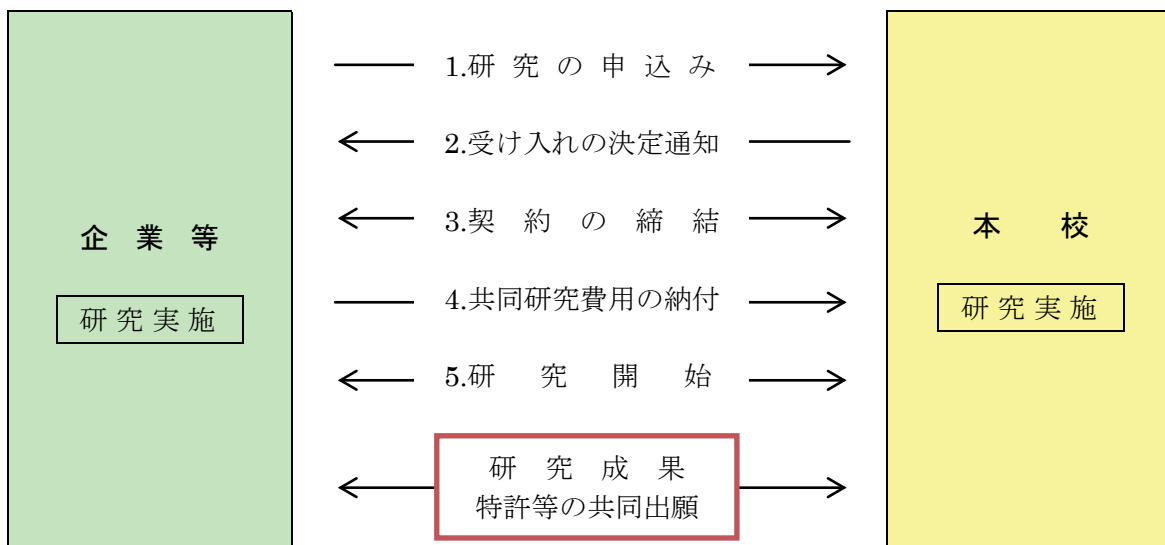 企業等
研究実施
1.研究の申込み
2.受け入れの決定通知
3.契約の締結
4.共同研究費用の納付
5.研究開始
研究成果
特許等の共同出願
本校
研究実施